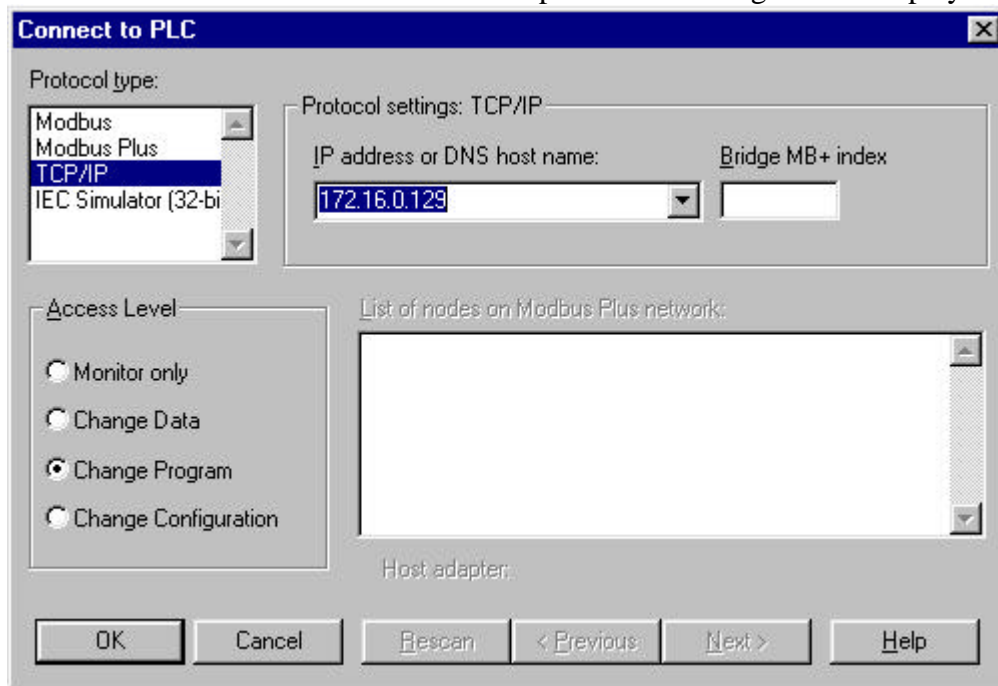 Connect to PLC
Protocol type:
Modbus
Modbus Plus
TCP/IP
IEC Simulator (32-bi
Protocol settings: TCP/IP
IP address or DNS host name:
172.16.0.129
Bridge MB+ index
Access Level
Monitor only
Change Data
Change Program
Change Configuration
List of nodes on Modbus Plus network:
Host adapter:
OK
Cancel
Rescan
< Previous
Next >
Help